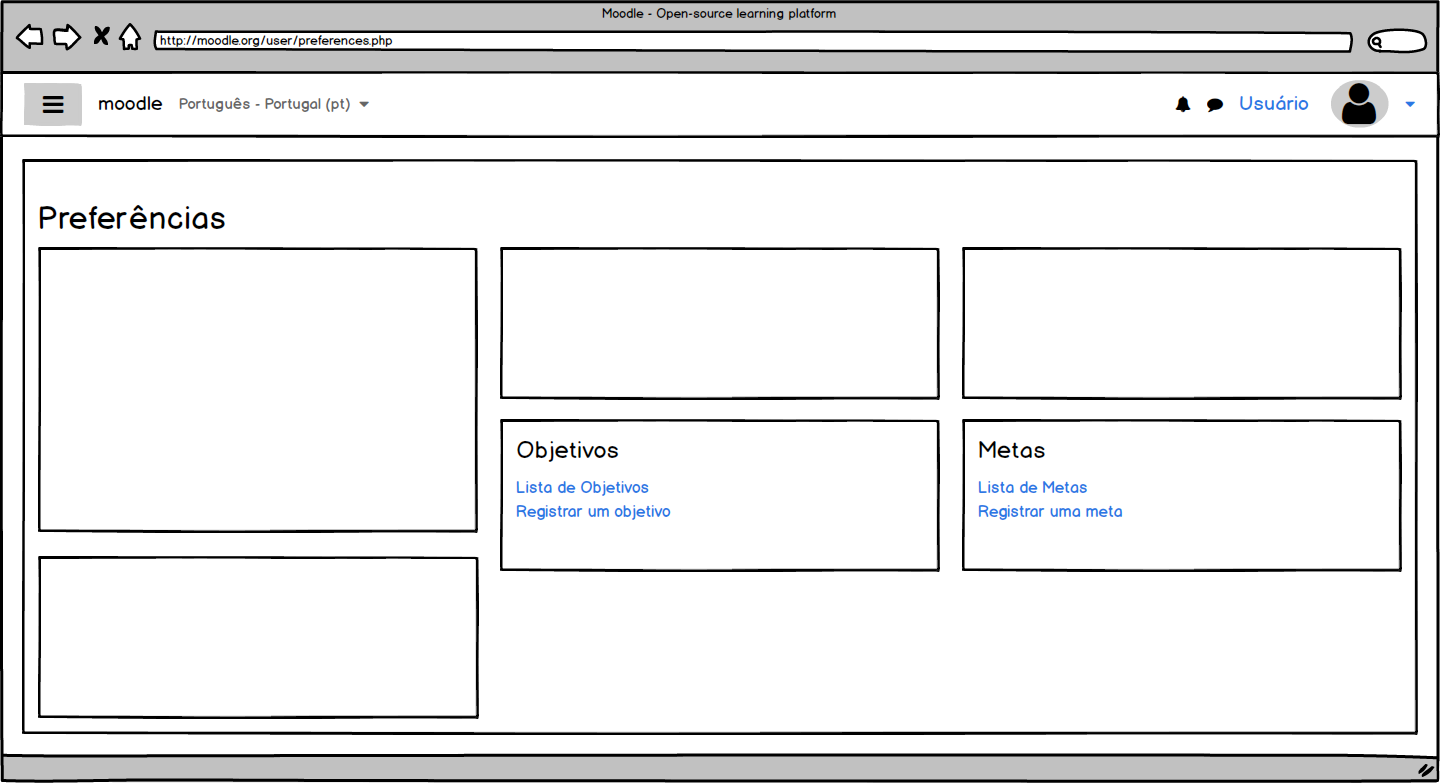 Moodle - Open-source learning platform
http://moodle.org/user/preferences.php
moodle Português - Portugal (pt) Usuário
Preferências
Objetivos
Lista de Objetivos
Registrar um objetivo
Metas
Lista de Metas
Registrar uma meta